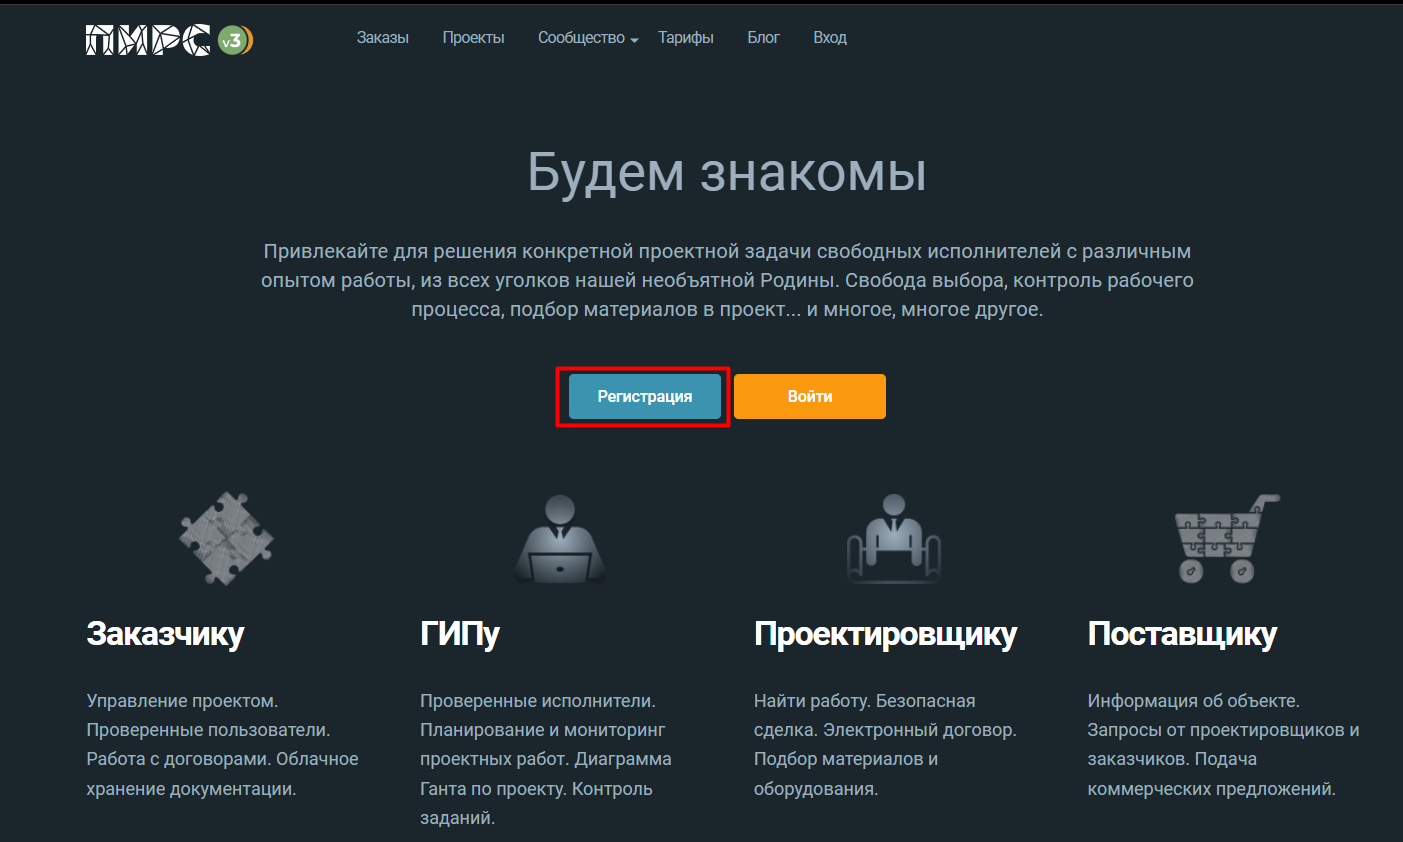 ПИРС v3
Заказы Проекты Сообщество Тарифы Блог Вход
Будем знакомы
Привлекайте для решения конкретной проектной задачи свободных исполнителей с различным
опытом работы, из всех уголков нашей необъятной Родины. Свобода выбора, контроль рабочего
процесса, подбор материалов в проект... и многое, многое другое.
Регистрация Войти
Заказчику
Управление проектом.
Проверенные пользователи.
Работа с договорами. Облачное
хранение документации.
ГИПу
Проверенные исполнители.
Планирование и мониторинг
проектных работ. Диаграмма
Ганта по проекту. Контроль
заданий.
Проектировщику
Найти работу. Безопасная
сделка. Электронный договор.
Подбор материалов и
оборудования.
Поставщику
Информация об объекте.
Запросы от проектировщиков и
заказчиков. Подача
коммерческих предложений.